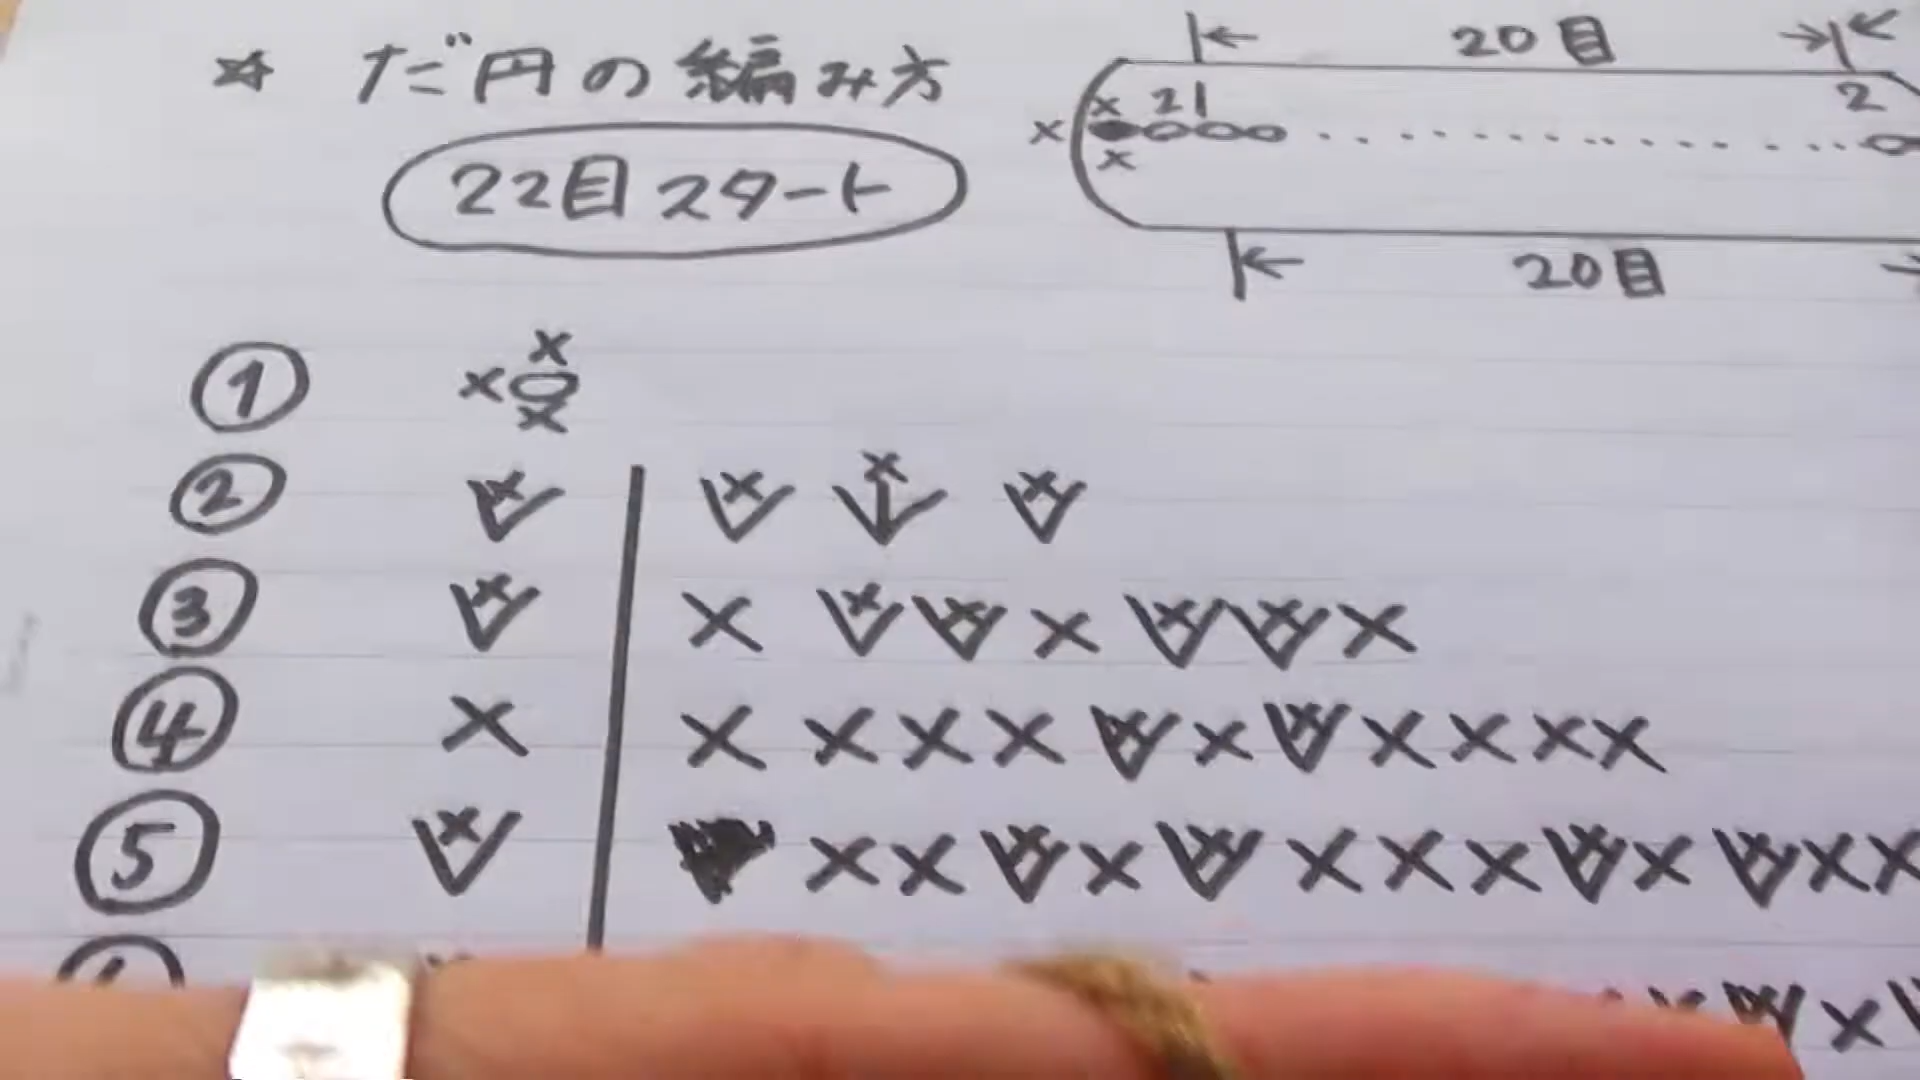 ☆ だ円の編み方
22目スタート
20目
x 21 2
x
x
20目
① x
x
x
②
③ x x x
④ x x x x x x x x x x
⑤ x x x x x x x x x